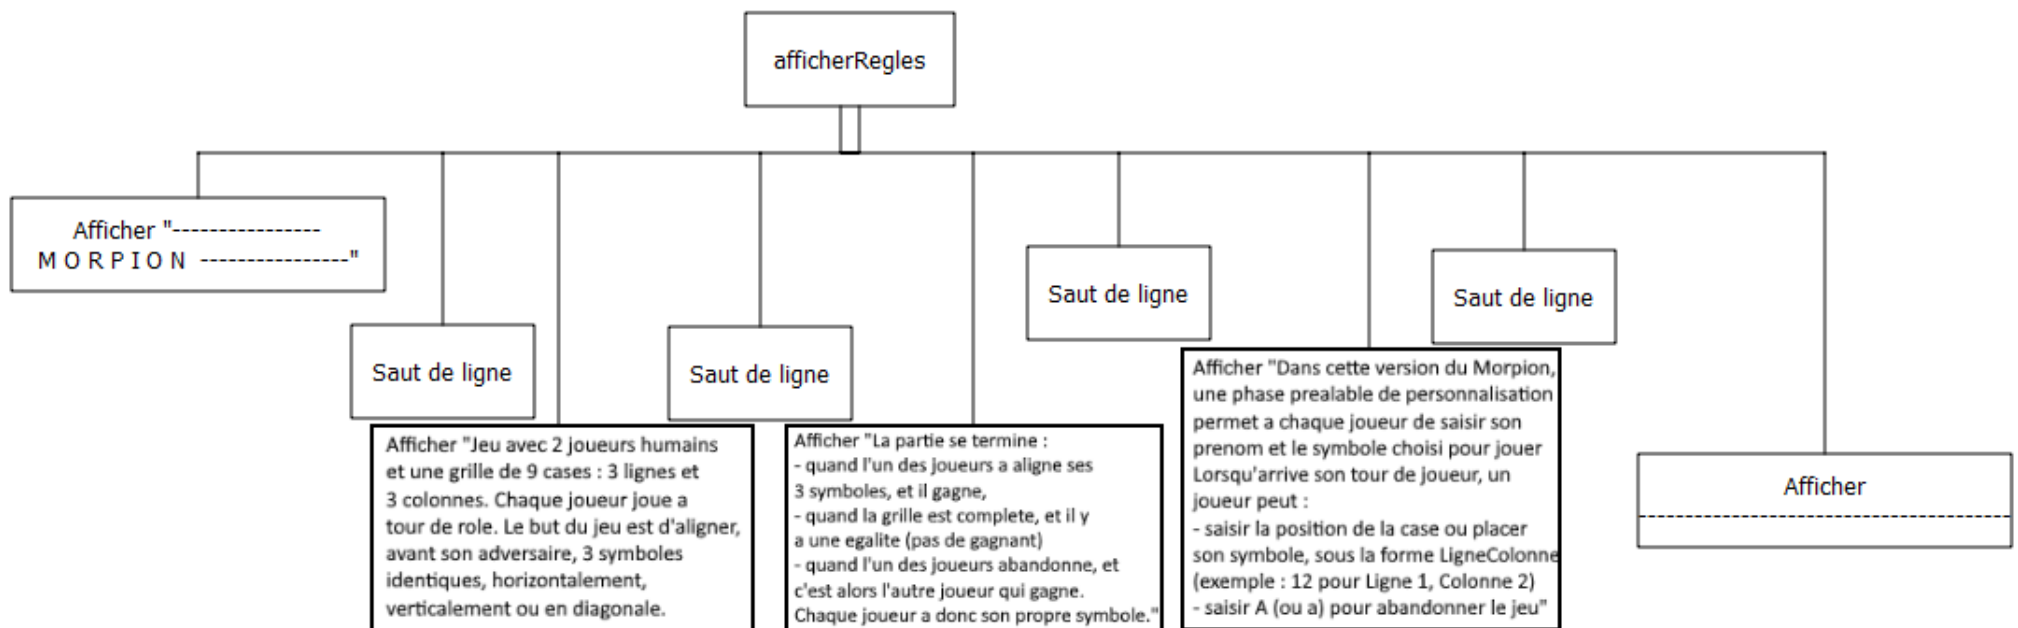 afficherRegles
Afficher "----------------
M O R P I O N  ----------------"
Saut de ligne
Afficher "Jeu avec 2 joueurs humains
et une grille de 9 cases : 3 lignes et
3 colonnes. Chaque joueur joue a
tour de role. Le but du jeu est d'aligner,
avant son adversaire, 3 symboles
identiques, horizontalement,
verticalement ou en diagonale.
Saut de ligne
Afficher "La partie se termine :
- quand l'un des joueurs a aligne ses
3 symboles, et il gagne,
- quand la grille est complete, et il y
a une egalite (pas de gagnant)
- quand l'un des joueurs abandonne, et
c'est alors l'autre joueur qui gagne.
Chaque joueur a donc son propre symbole."
Saut de ligne
Afficher "Dans cette version du Morpion,
une phase prealable de personnalisation
permet a chaque joueur de saisir son
prenom et le symbole choisi pour jouer
Lorsqu'arrive son tour de joueur, un
joueur peut :
- saisir la position de la case ou placer
son symbole, sous la forme LigneColonne
(exemple : 12 pour Ligne 1, Colonne 2)
- saisir A (ou a) pour abandonner le jeu"
Saut de ligne
Afficher
----------------------------------------